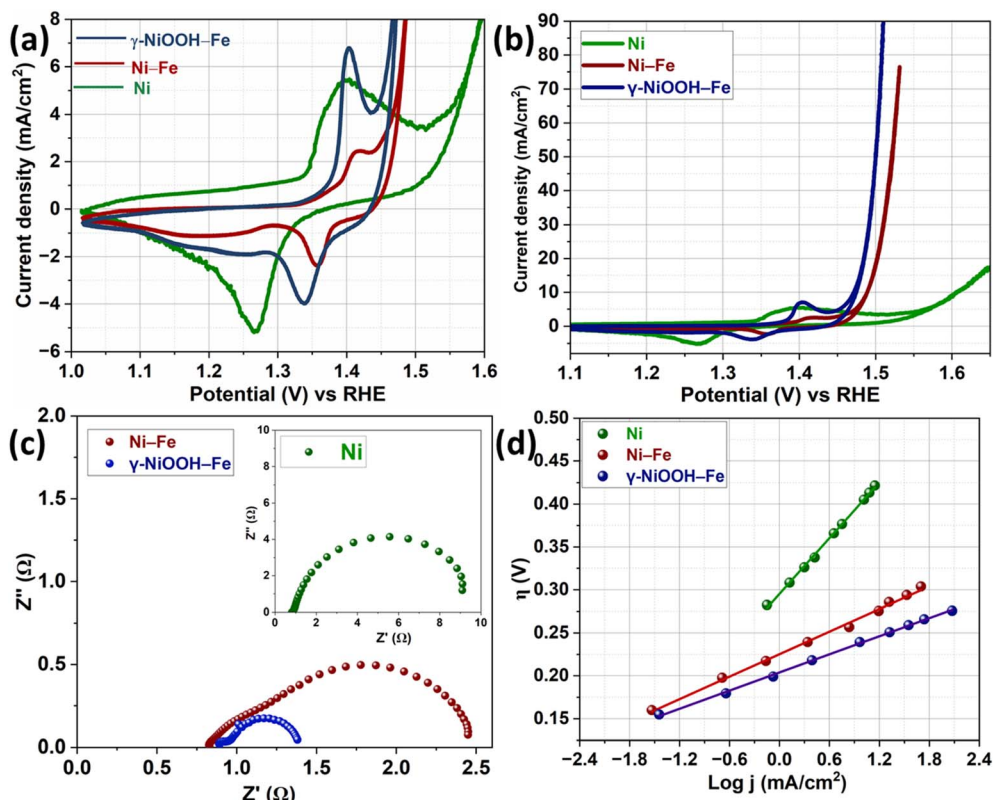 (a)
γ-NiOOH–Fe
Ni–Fe
Ni
Current density (mA/cm²)
8
6
4
2
0
−2
−4
−6
1.0 1.1 1.2 1.3 1.4 1.5 1.6
Potential (V) vs RHE
(b)
Ni
Ni–Fe
γ-NiOOH–Fe
Current density (mA/cm²)
90
80
70
60
50
40
30
20
10
0
1.1 1.2 1.3 1.4 1.5 1.6
Potential (V) vs RHE
(c)
Ni–Fe
γ-NiOOH–Fe
Z'' (Ω)
2.0
1.5
1.0
0.5
0.0
0.0 0.5 1.0 1.5 2.0 2.5
Z' (Ω)
Ni
Z'' (Ω)
10
8
6
4
2
0
0 2 4 6 8 10
Z' (Ω)
(d)
Ni
Ni–Fe
γ-NiOOH–Fe
η (V)
0.50
0.45
0.40
0.35
0.30
0.25
0.20
0.15
−2.4 −1.8 −1.2 −0.6 0.0 0.6 1.2 1.8 2.4
Log j (mA/cm²)